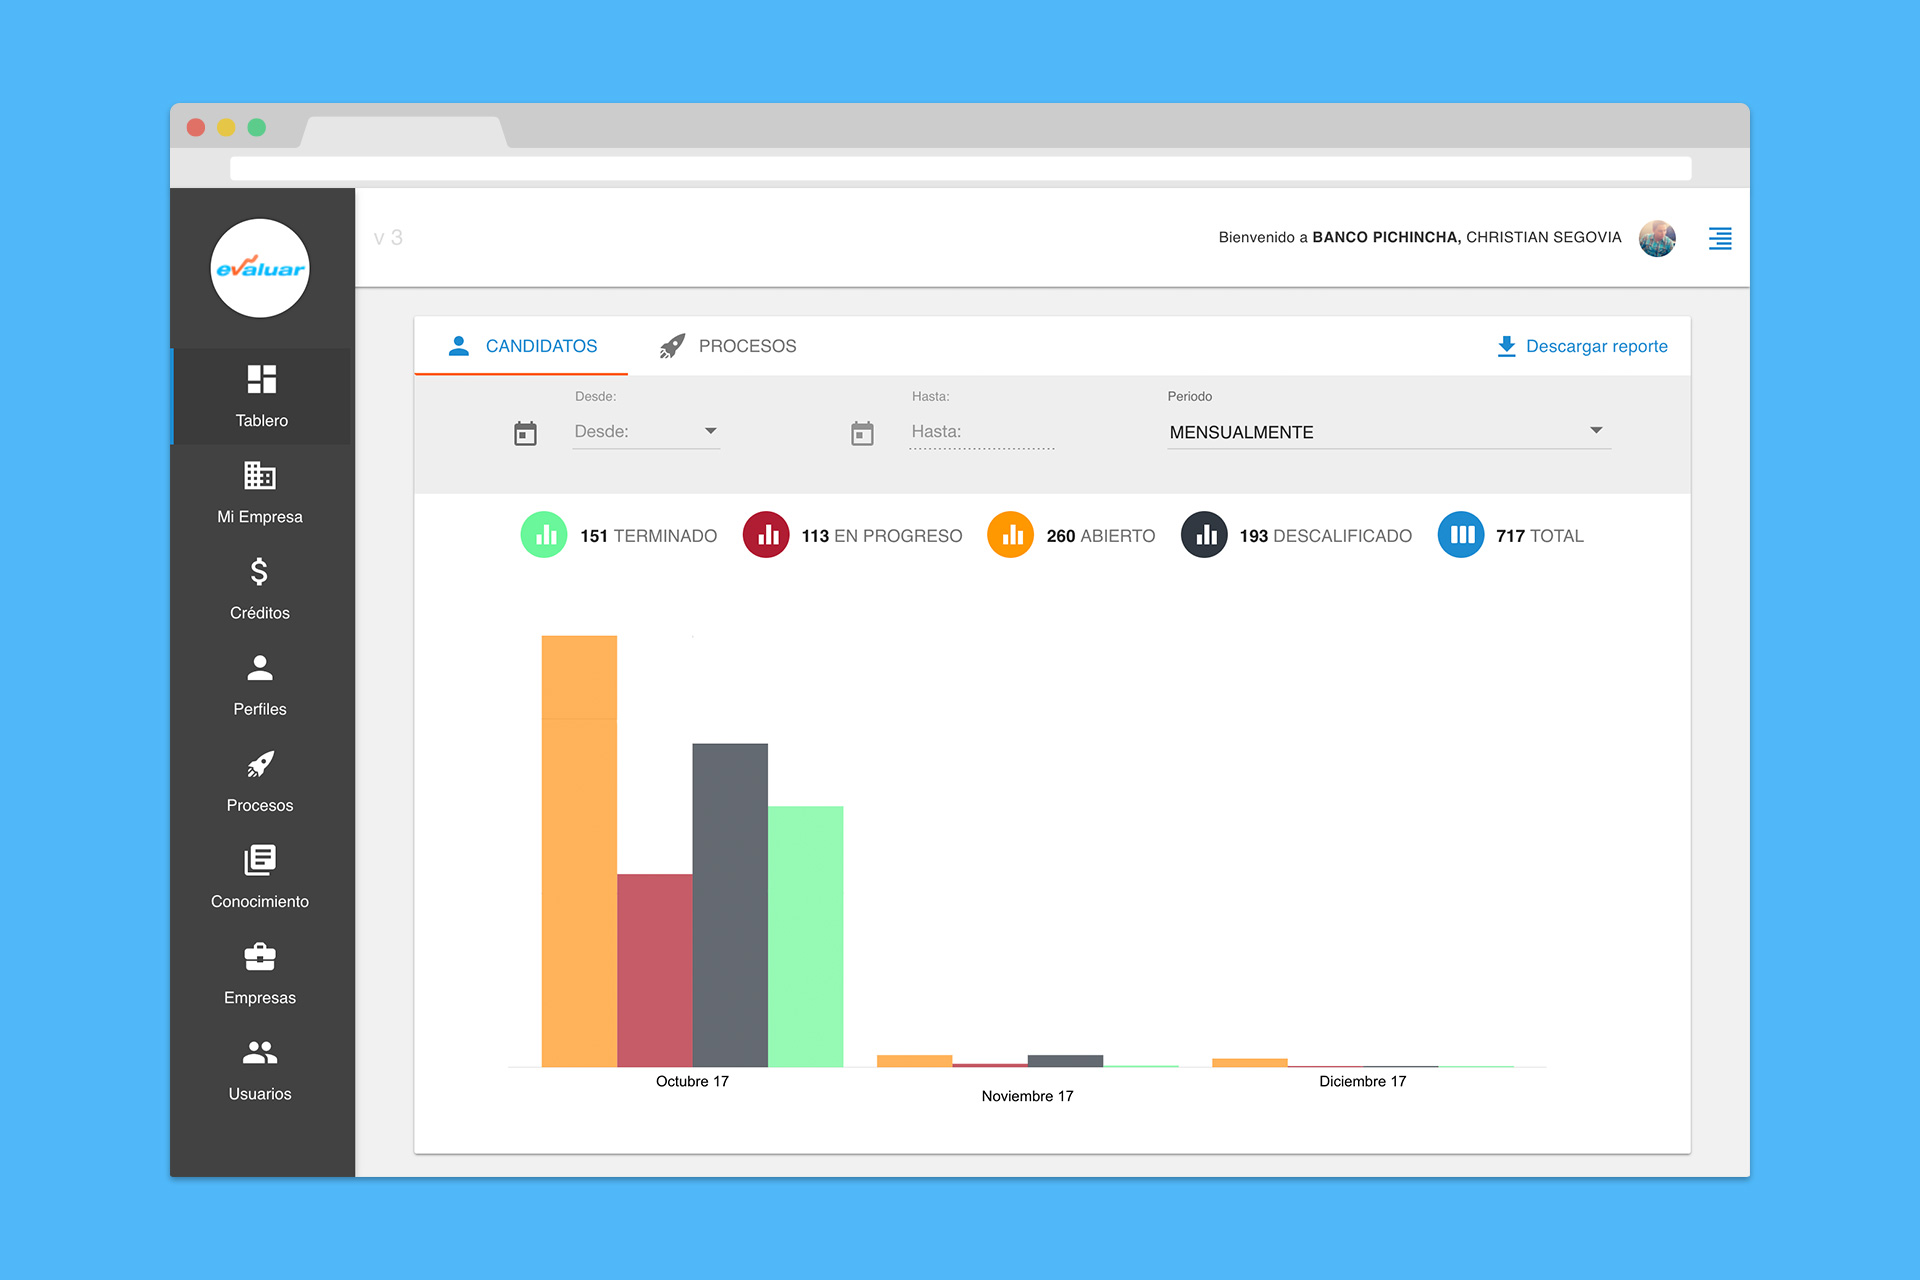 evaluar
v 3
Bienvenido a BANCO PICHINCHA, CHRISTIAN SEGOVIA
Tablero
Mi Empresa
Créditos
Perfiles
Procesos
Conocimiento
Empresas
Usuarios
CANDIDATOS
PROCESOS
Descargar reporte
Desde:
Hasta:
Periodo
Desde:
Hasta:
MENSUALMENTE
151 TERMINADO
113 EN PROGRESO
260 ABIERTO
193 DESCALIFICADO
717 TOTAL
Octubre 17
Noviembre 17
Diciembre 17